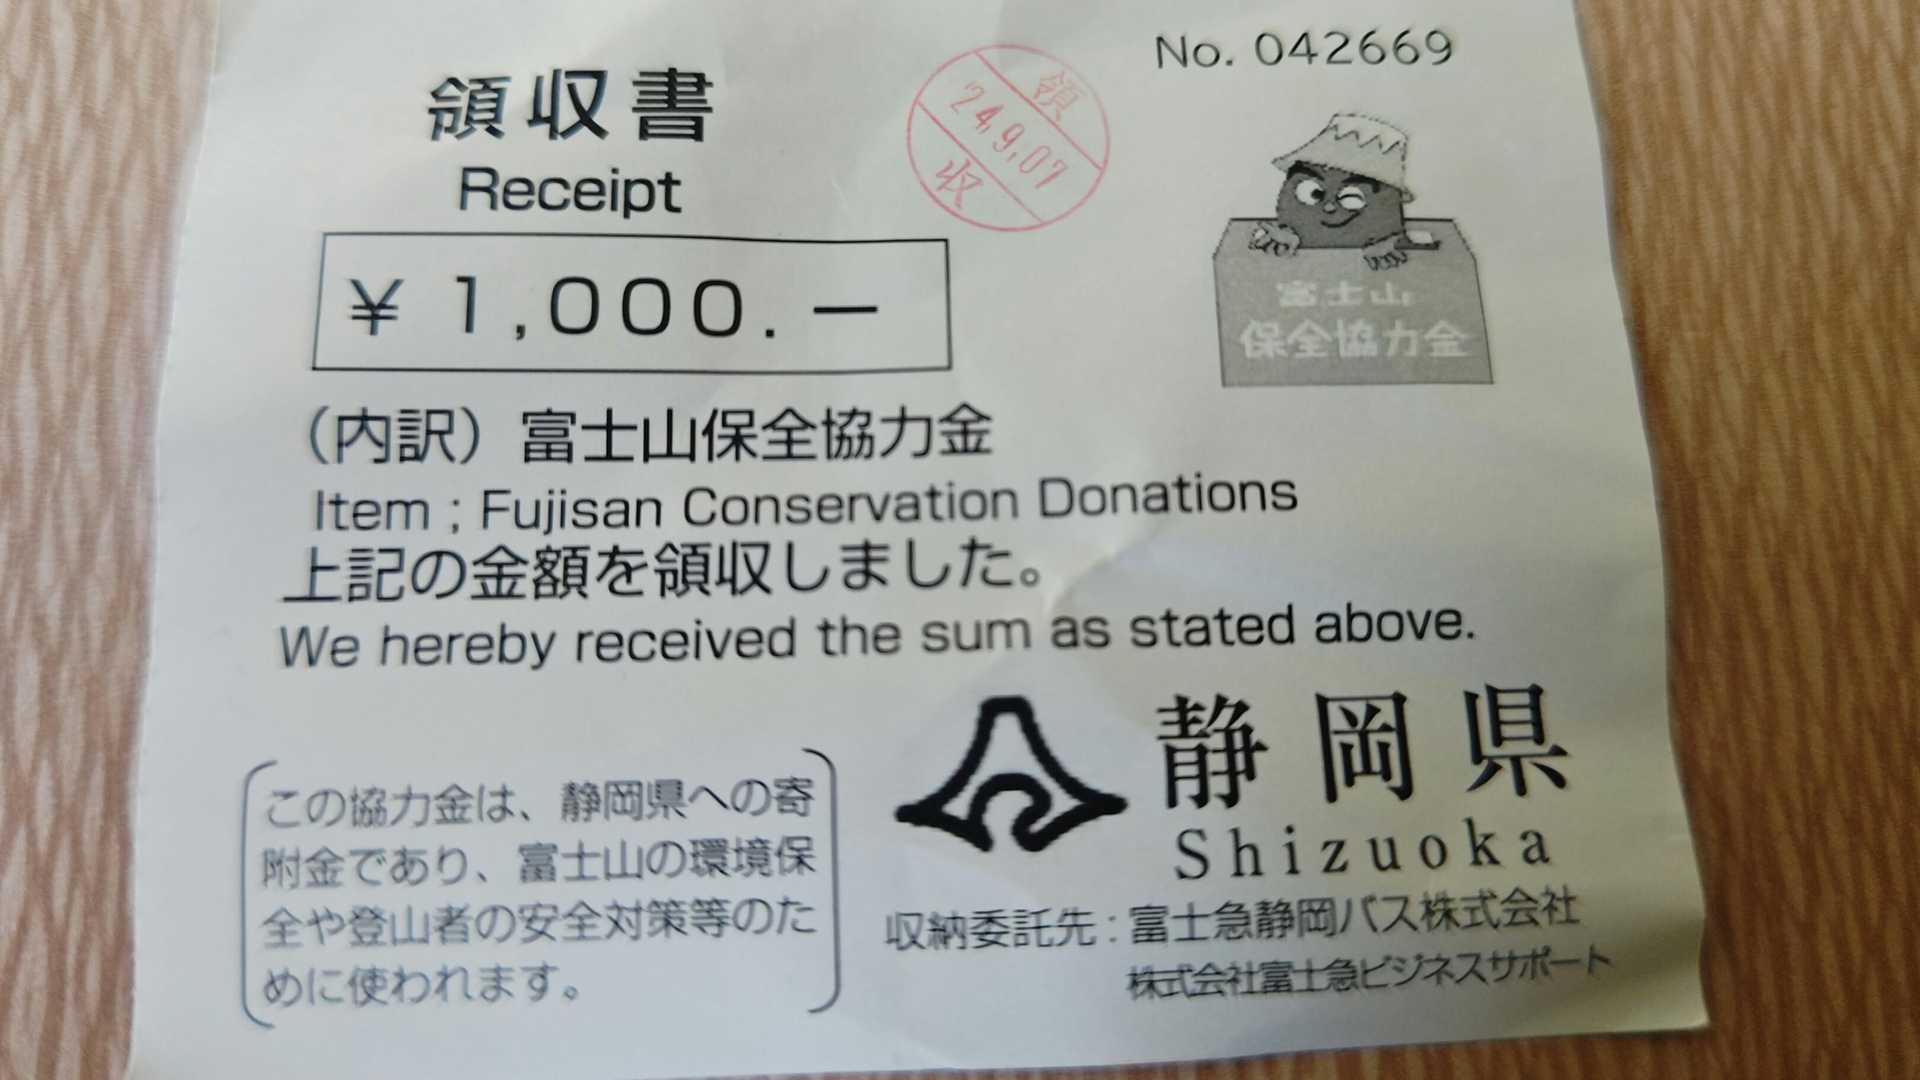 No. 042669
領収書
領
'24.9.07
収
Receipt
¥1,000.ー
富士山
保全協力金
(内訳) 富士山保全協力金
Item ; Fujisan Conservation Donations
上記の金額を領収しました。
We hereby received the sum as stated above.
この協力金は、静岡県への寄
附金であり、富士山の環境保
全や登山者の安全対策等のた
めに使われます。
静岡県
Shizuoka
収納委託先:富士急静岡バス株式会社
株式会社富士急ビジネスサポート